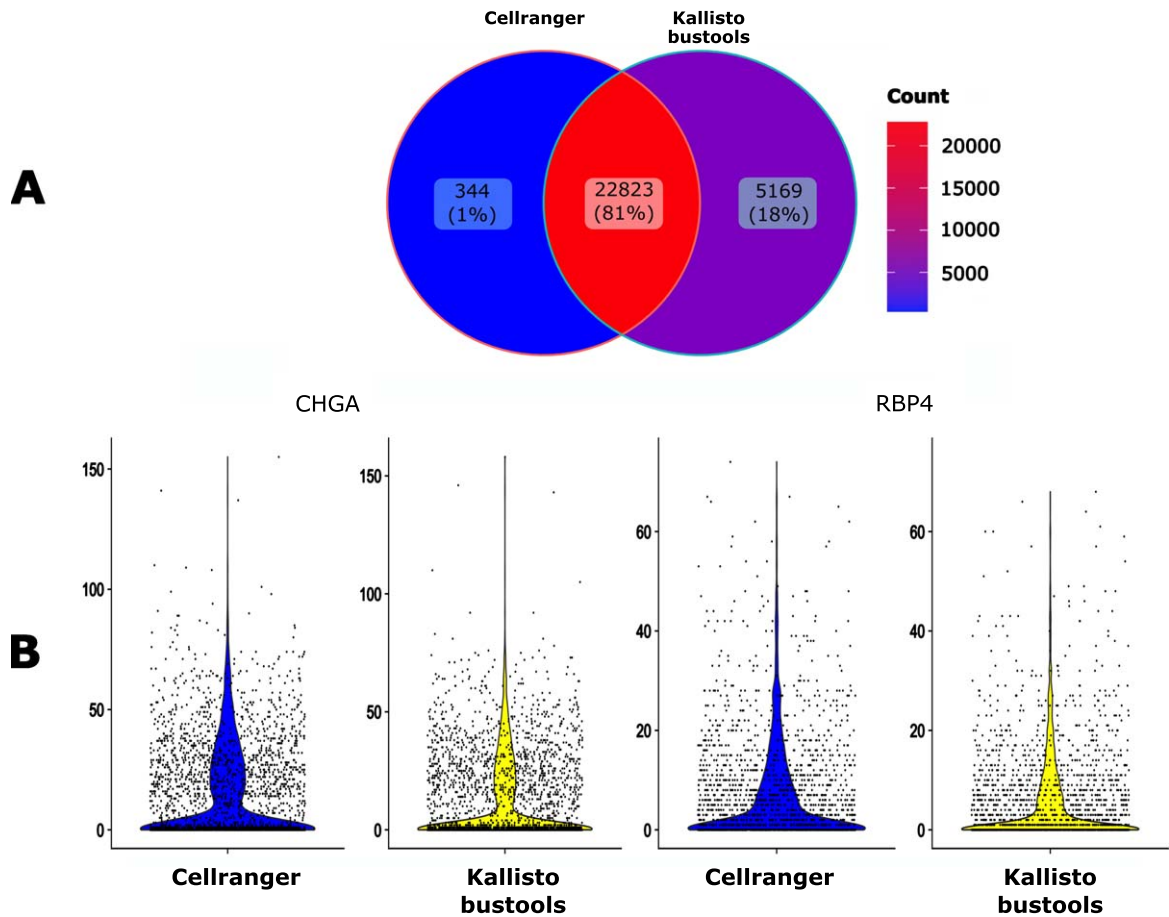 Cellranger
Kallisto
bustools
Count
20000
15000
10000
5000
A
344
(1%)
22823
(81%)
5169
(18%)
CHGA
RBP4
B
150
100
50
0
Cellranger
150
100
50
0
Kallisto
bustools
60
40
20
0
Cellranger
60
40
20
0
Kallisto
bustools